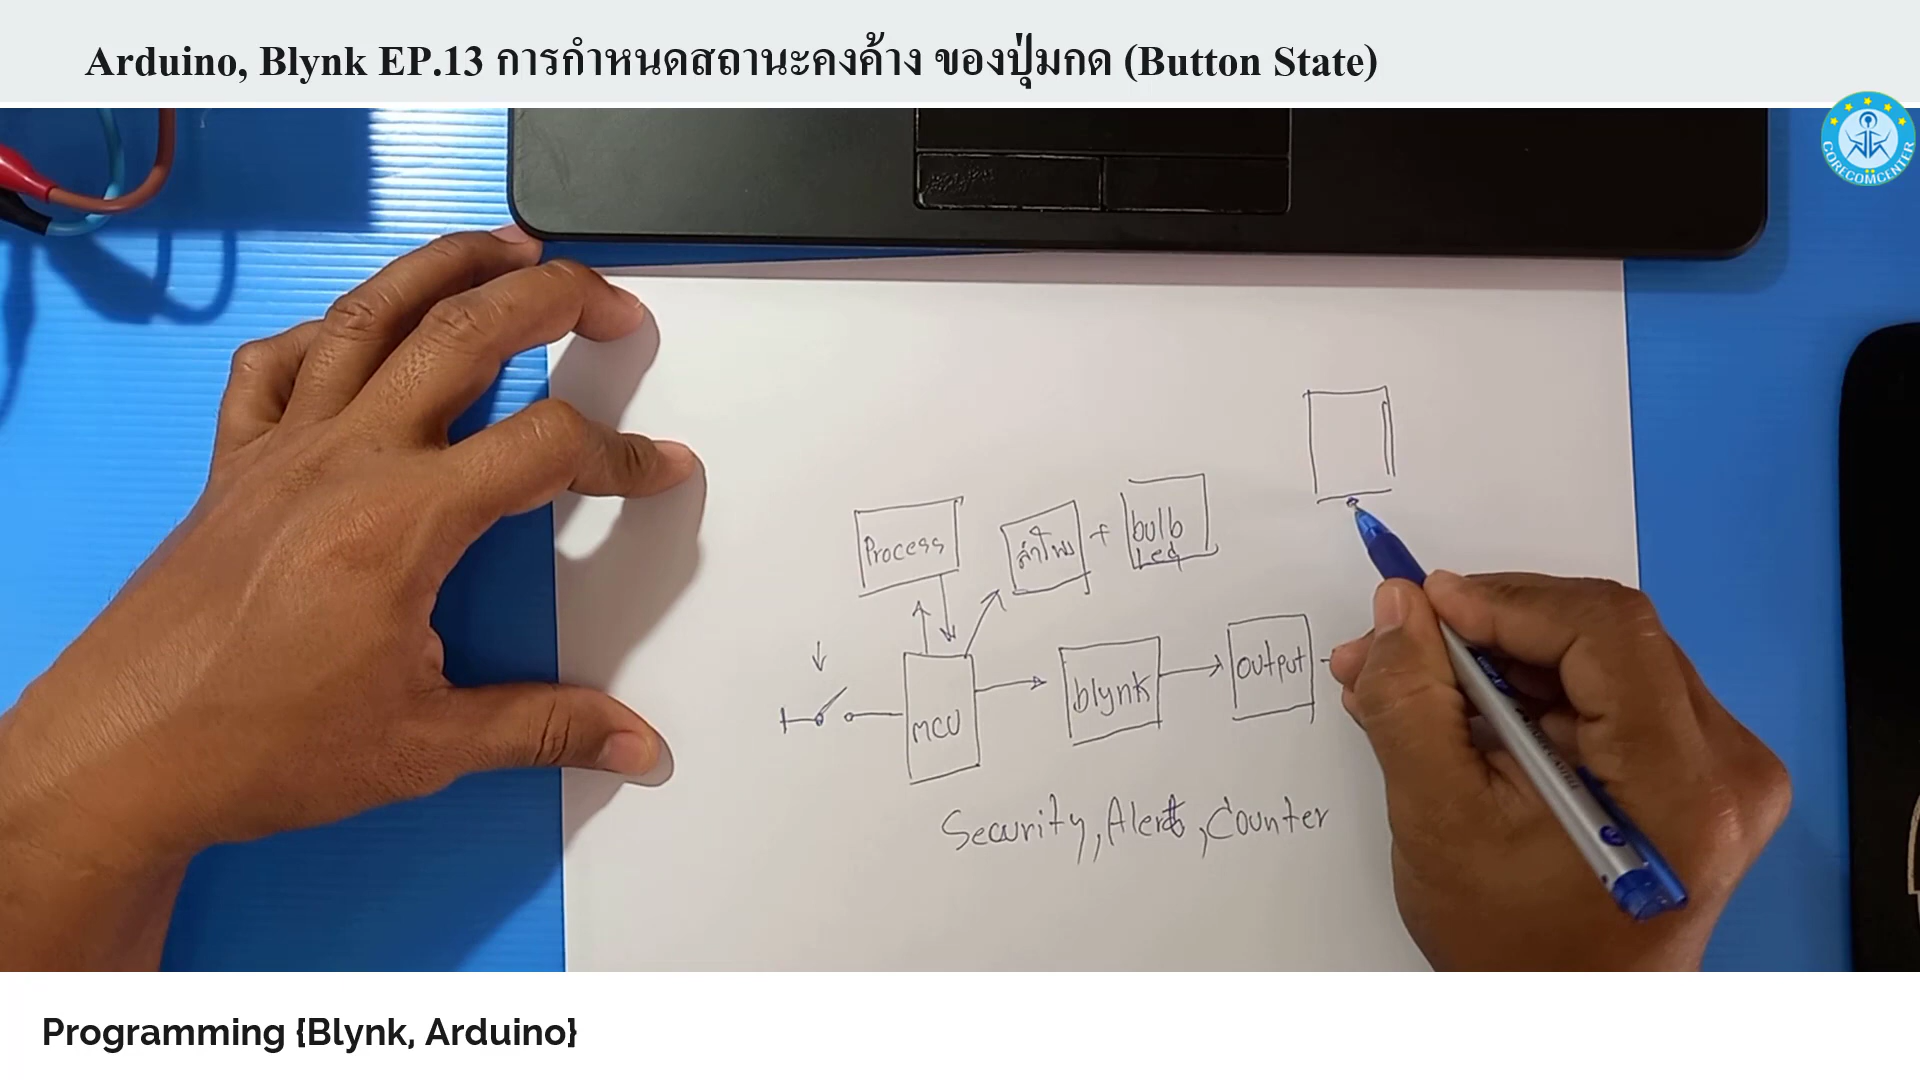 Arduino, Blynk EP.13 การกำหนดสถานะคงค้าง ของปุ่มกด (Button State)
CORECOMCENTER
Process
ลำโพง + bulb
Led
MCU
blynk
output
Security, Alert, Counter
Programming {Blynk, Arduino}